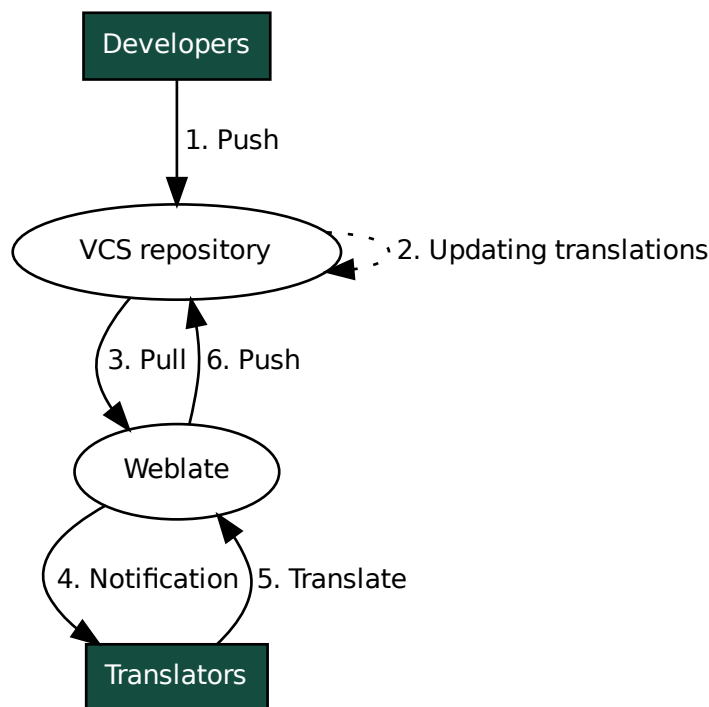 Developers
1. Push
VCS repository
2. Updating translations
3. Pull
6. Push
Weblate
4. Notification
5. Translate
Translators